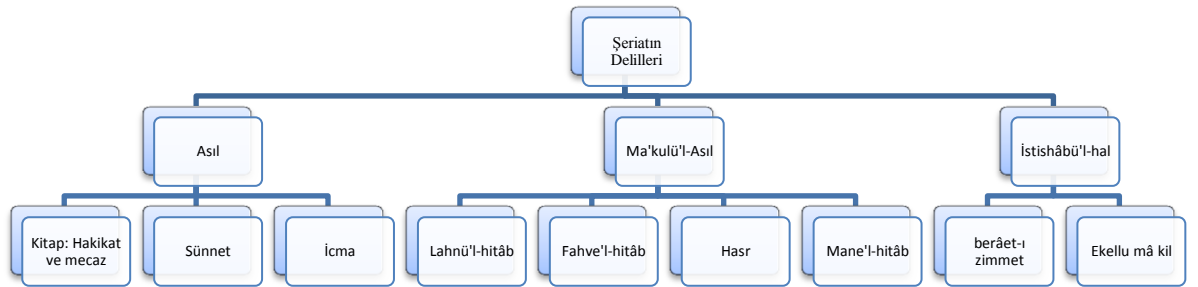 Şeriatın
Delilleri
Asıl
Ma'kulü'l-Asıl
İstishâbü'l-hal
Kitap: Hakikat
ve mecaz
Sünnet
İcma
Lahnü'l-hitâb
Fahve'l-hitâb
Hasr
Mane'l-hitâb
berâet-ı
zimmet
Ekellu mâ kil